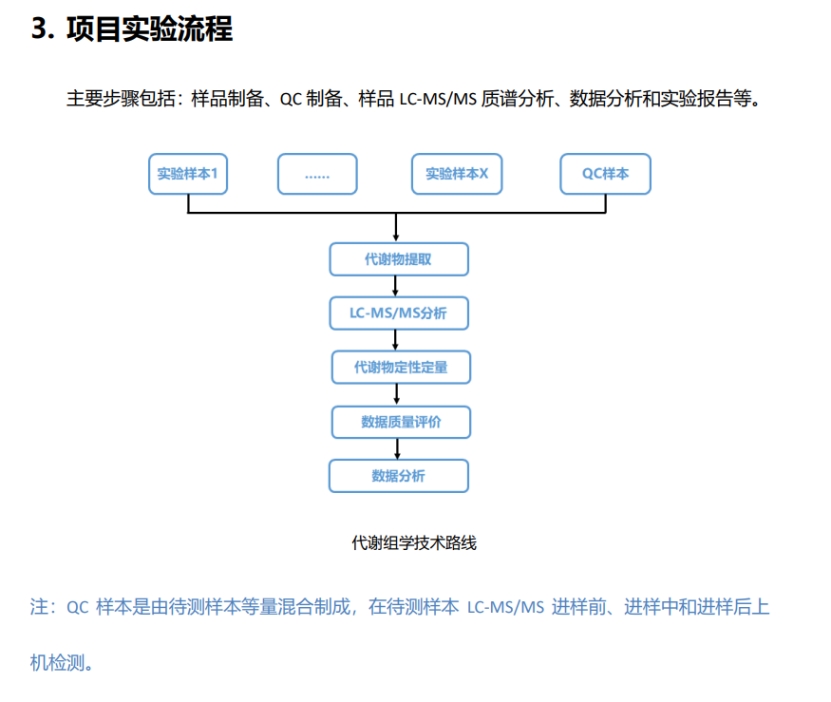 3. 项目实验流程
主要步骤包括：样品制备、QC 制备、样品 LC-MS/MS 质谱分析、数据分析和实验报告等。
实验样本1
......
实验样本X
QC样本
代谢物提取
LC-MS/MS分析
代谢物定性定量
数据质量评价
数据分析
代谢组学技术路线
注：QC 样本是由待测样本等量混合制成，在待测样本 LC-MS/MS 进样前、进样中和进样后上
机检测。